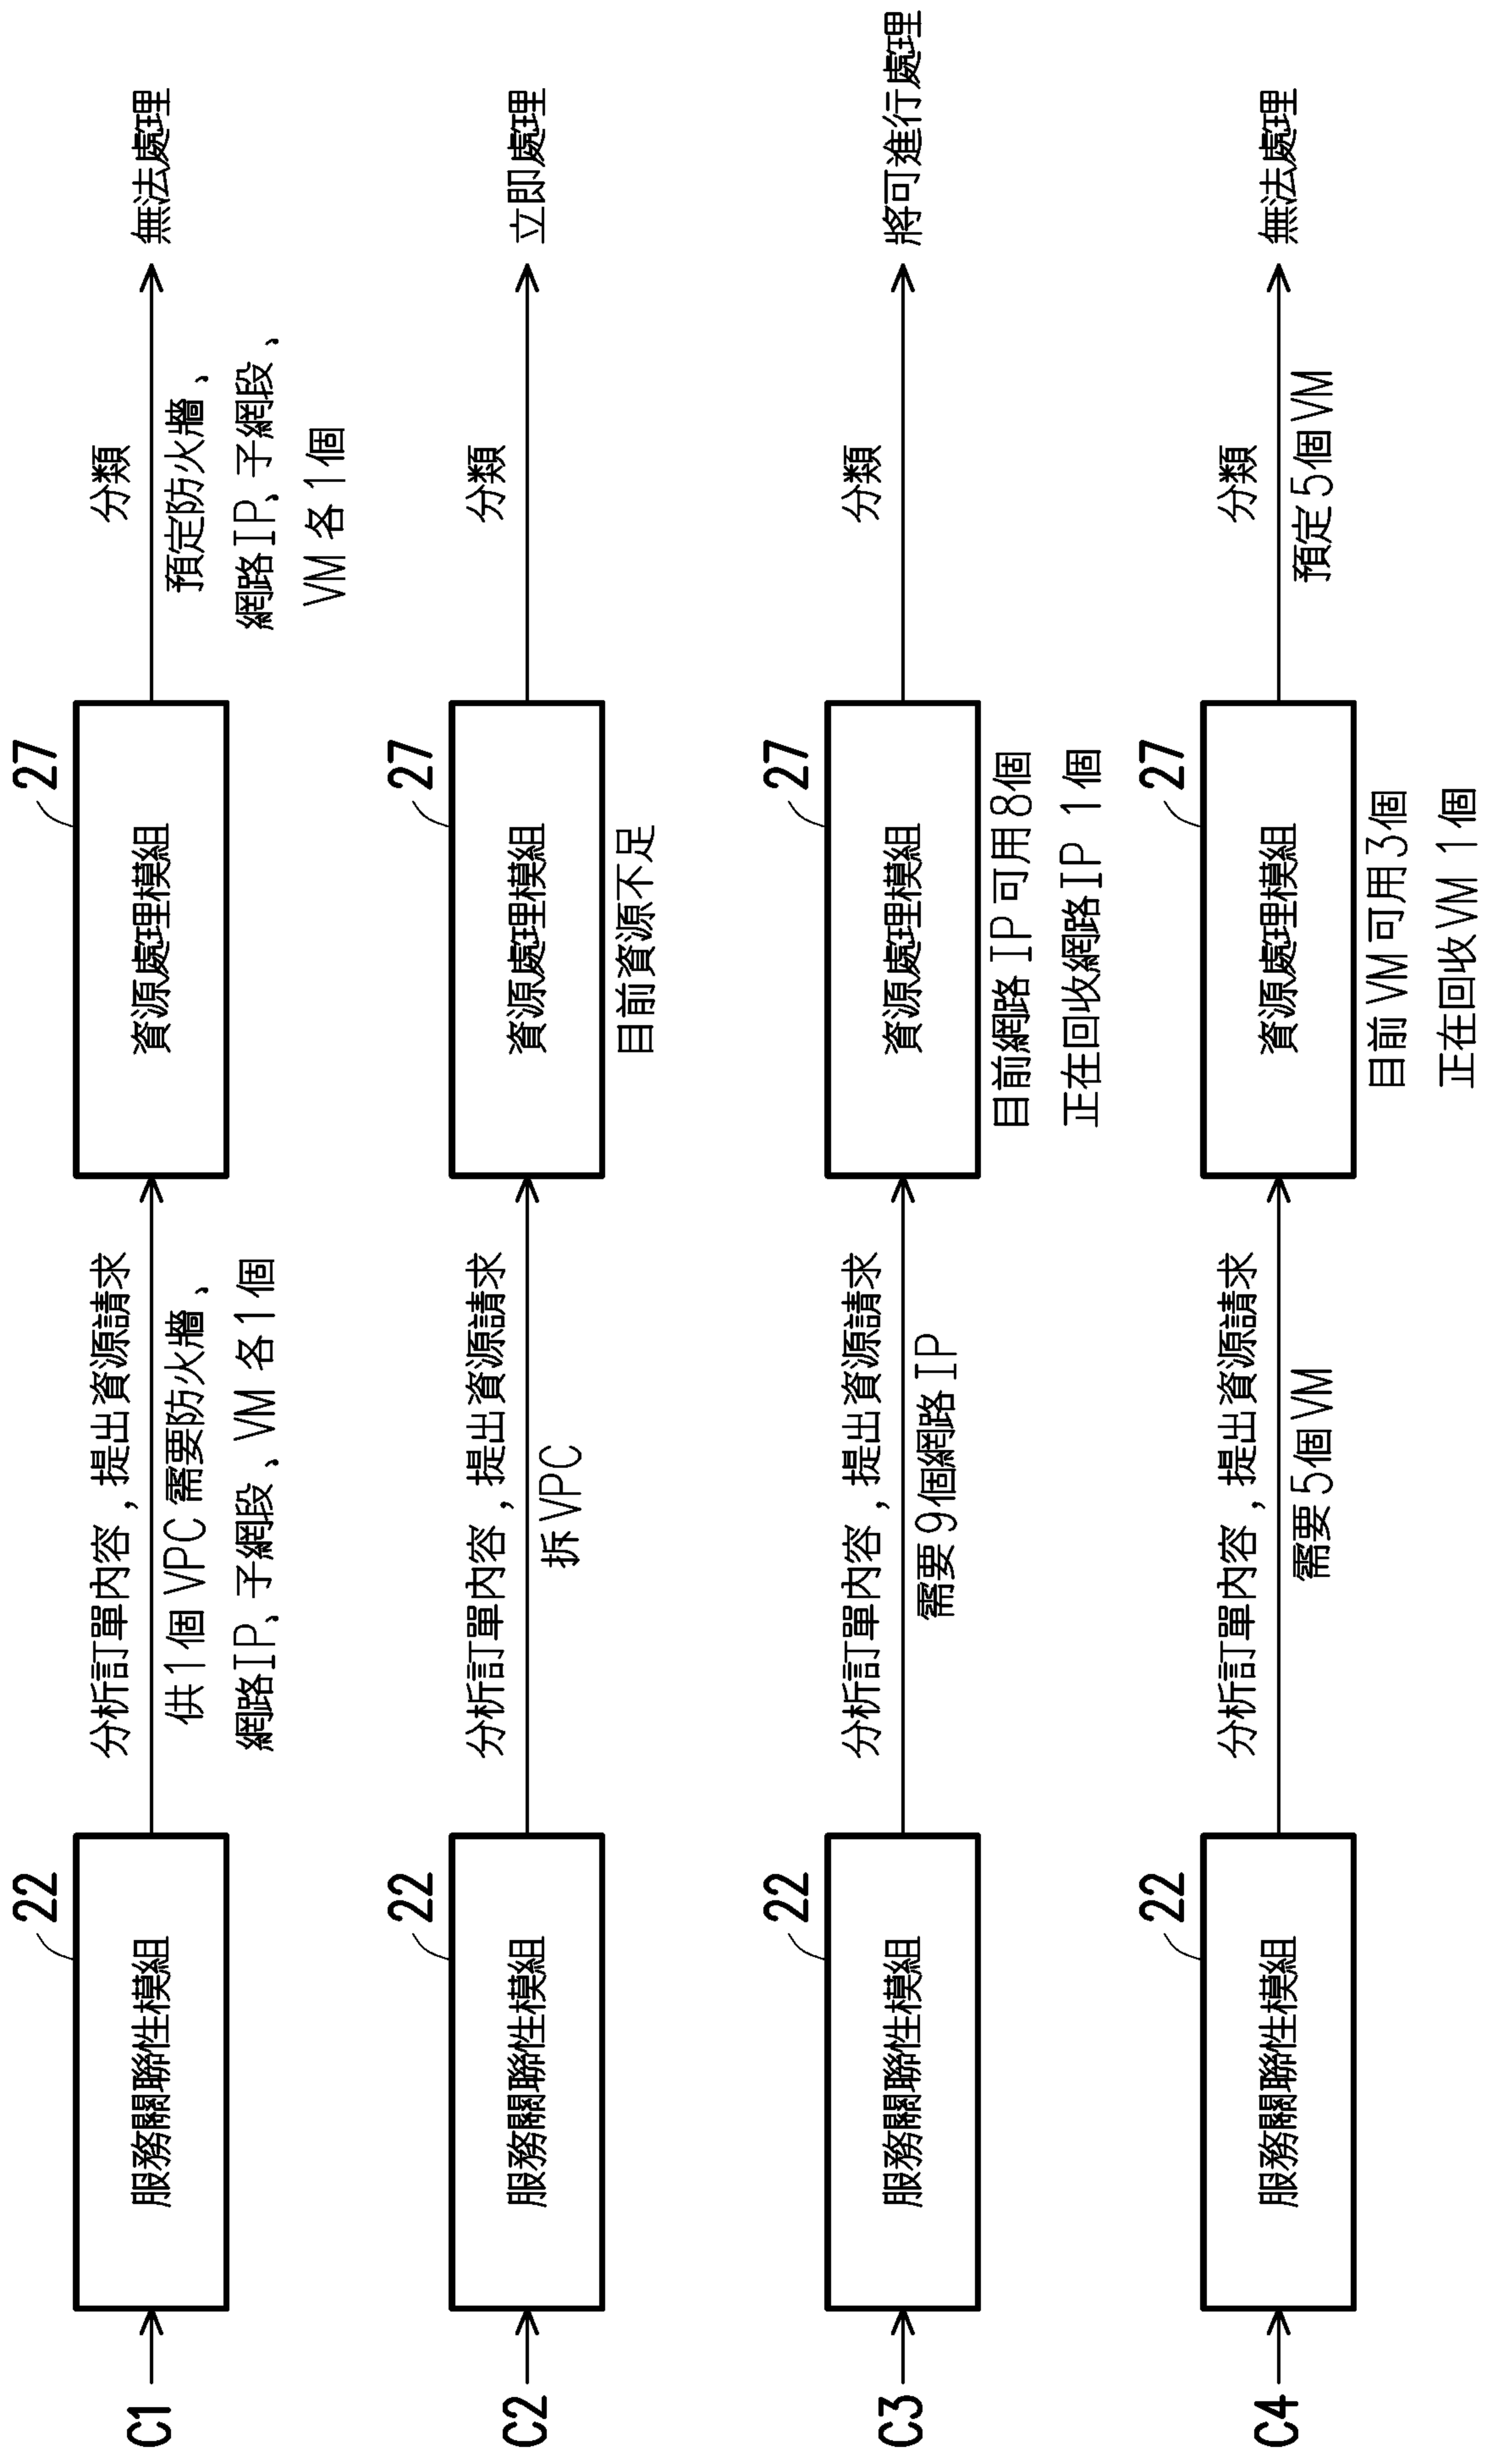 C1
22
服務關聯性模組
分析訂單內容,提出資源請求
供1個VPC需要防火牆、
網路IP、子網段、VM各1個
27
資源處理模組
分類
預定防火牆、
網路IP、子網段、
VM各1個
無法處理
C2
22
服務關聯性模組
分析訂單內容,提出資源請求
拆VPC
27
資源處理模組
目前資源不足
分類
立即處理
C3
22
服務關聯性模組
分析訂單內容,提出資源請求
需要9個網路IP
27
資源處理模組
目前網路IP可用8個
正在回收網路IP 1個
分類
將可進行處理
C4
22
服務關聯性模組
分析訂單內容,提出資源請求
需要5個VM
27
資源處理模組
目前VM可用3個
正在回收VM 1個
分類
預定5個VM
無法處理